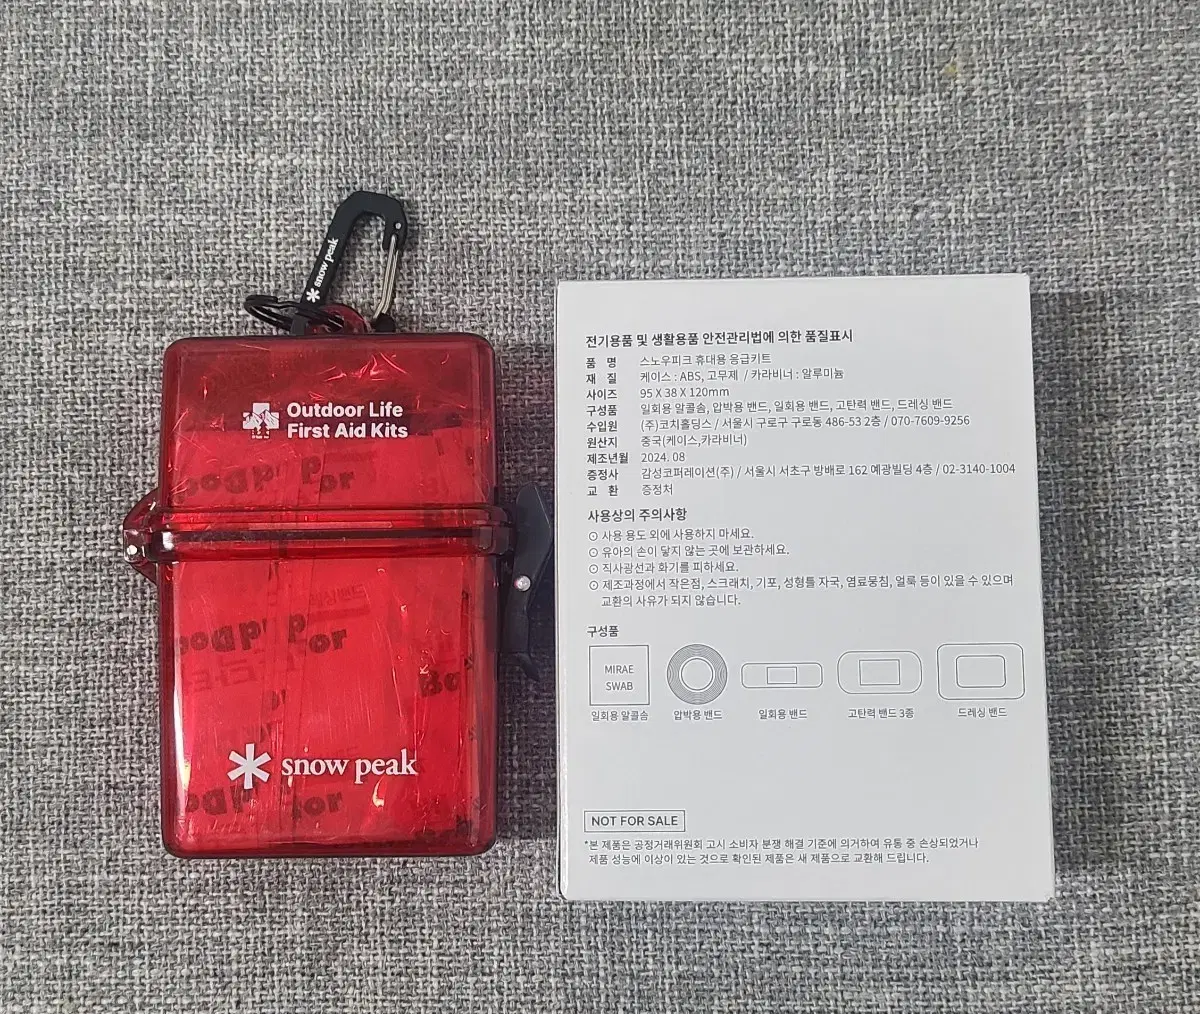 snow peak
Outdoor Life
First Aid Kits
snow peak
전기용품 및 생활용품 안전관리법에 의한 품질표시
품 명 스노우피크 휴대용 응급키트
재 질 케이스 : ABS, 고무제 / 카라비너 : 알루미늄
사이즈 95 X 38 X 120mm
구성품 일회용 알콜솜, 압박용 밴드, 일회용 밴드, 고탄력 밴드, 드레싱 밴드
수입원 (주)코치홀딩스 / 서울시 구로구 구로동 486-53 2층 / 070-7609-9256
원산지 중국(케이스,카라비너)
제조년월 2024. 08
증정사 감성코퍼레이션(주) / 서울시 서초구 방배로 162 예광빌딩 4층 / 02-3140-1004
교 환 증정처
사용상의 주의사항
⊙ 사용 용도 외에 사용하지 마세요.
⊙ 유아의 손이 닿지 않는 곳에 보관하세요.
⊙ 직사광선과 화기를 피하세요.
⊙ 제조과정에서 작은점, 스크래치, 기포, 성형틀 자국, 염료뭉침, 얼룩 등이 있을 수 있으며
교환의 사유가 되지 않습니다.
구성품
MIRAE
SWAB
일회용 알콜솜 압박용 밴드 일회용 밴드 고탄력 밴드 3종 드레싱 밴드
NOT FOR SALE
*본 제품은 공정거래위원회 고시 소비자 분쟁 해결 기준에 의거하여 유통 중 손상되었거나
제품 성능에 이상이 있는 것으로 확인된 제품은 새 제품으로 교환해 드립니다.